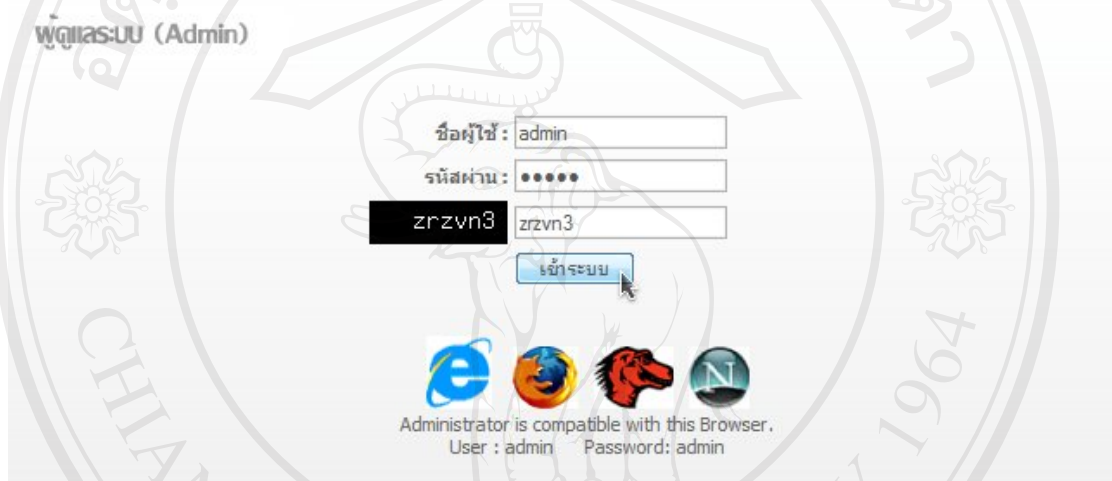 ผู้ดูแลระบบ (Admin)
ชื่อผู้ใช้ : admin
รหัสผ่าน : •••••
zrzvn3 zrzvn3
เข้าระบบ
Administrator is compatible with this Browser.
User : admin Password: admin
CHIANG
1964